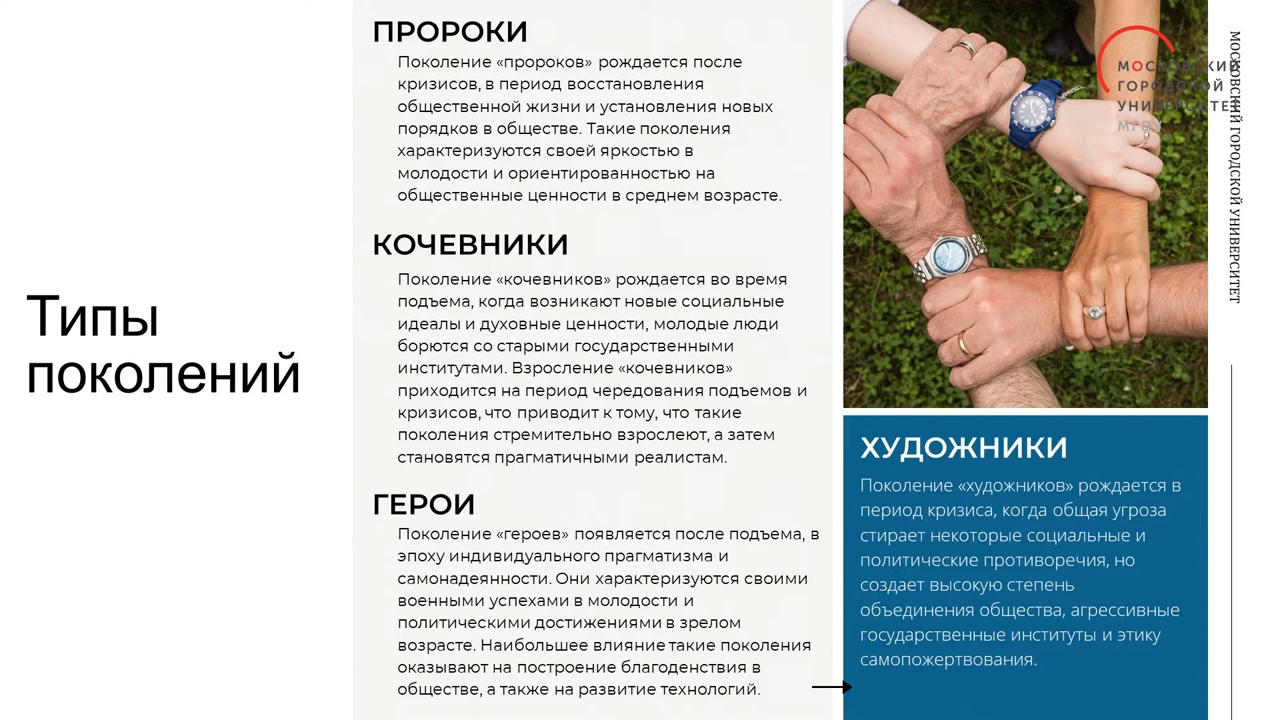 Типы
поколений
ПРОРОКИ
Поколение «пророков» рождается после
кризисов, в период восстановления
общественной жизни и установления новых
порядков в обществе. Такие поколения
характеризуются своей яркостью в
молодости и ориентированностью на
общественные ценности в среднем возрасте.
КОЧЕВНИКИ
Поколение «кочевников» рождается во время
подъема, когда возникают новые социальные
идеалы и духовные ценности, молодые люди
борются со старыми государственными
институтами. Взросление «кочевников»
приходится на период чередования подъемов и
кризисов, что приводит к тому, что такие
поколения стремительно взрослеют, а затем
становятся прагматичными реалистам.
ГЕРОИ
Поколение «героев» появляется после подъема, в
эпоху индивидуального прагматизма и
самонадеянности. Они характеризуются своими
военными успехами в молодости и
политическими достижениями в зрелом
возрасте. Наибольшее влияние такие поколения
оказывают на построение благоденствия в
обществе, а также на развитие технологий.
ХУДОЖНИКИ
Поколение «художников» рождается в
период кризиса, когда общая угроза
стирает некоторые социальные и
политические противоречия, но
создает высокую степень
объединения общества, агрессивные
государственные институты и этику
самопожертвования.
МОСКОВСКИЙ
ГОРОДСКОЙ
УНИВЕРСИТЕТ
МОСКОВСКИЙ ГОРОДСКОЙ УНИВЕРСИТЕТ